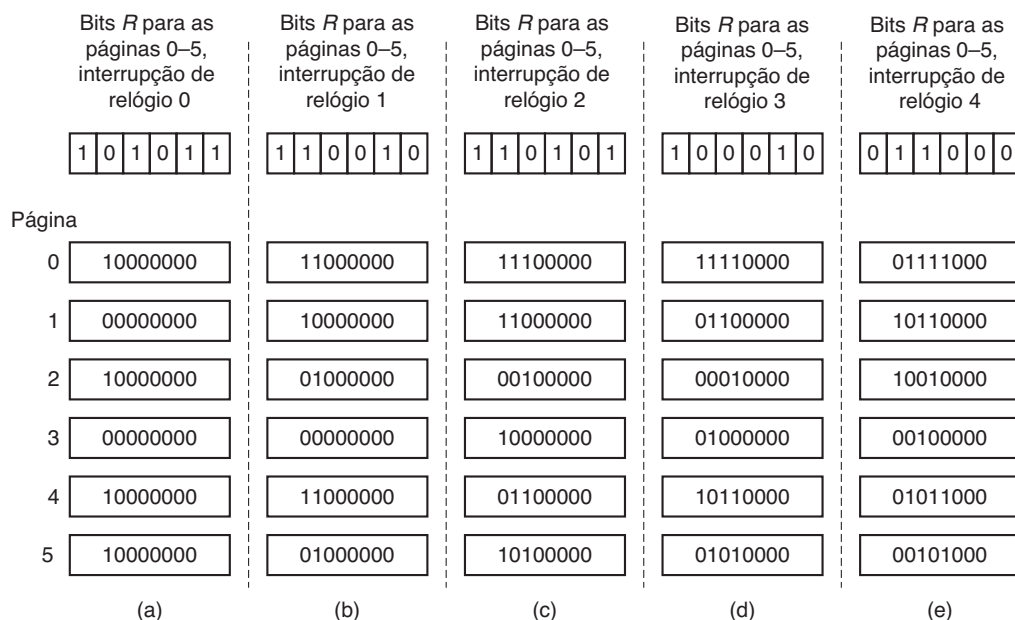 Bits R para as páginas 0–5, interrupção de relógio 0
Bits R para as páginas 0–5, interrupção de relógio 1
Bits R para as páginas 0–5, interrupção de relógio 2
Bits R para as páginas 0–5, interrupção de relógio 3
Bits R para as páginas 0–5, interrupção de relógio 4
1 0 1 0 1 1
1 1 0 0 1 0
1 1 0 1 0 1
1 0 0 0 1 0
0 1 1 0 0 0
Página
0 10000000 11000000 11100000 11110000 01111000
1 00000000 10000000 11000000 01100000 10110000
2 10000000 01000000 00100000 00010000 10010000
3 00000000 00000000 10000000 01000000 00100000
4 10000000 11000000 01100000 10110000 01011000
5 10000000 01000000 10100000 01010000 00101000
(a) (b) (c) (d) (e)